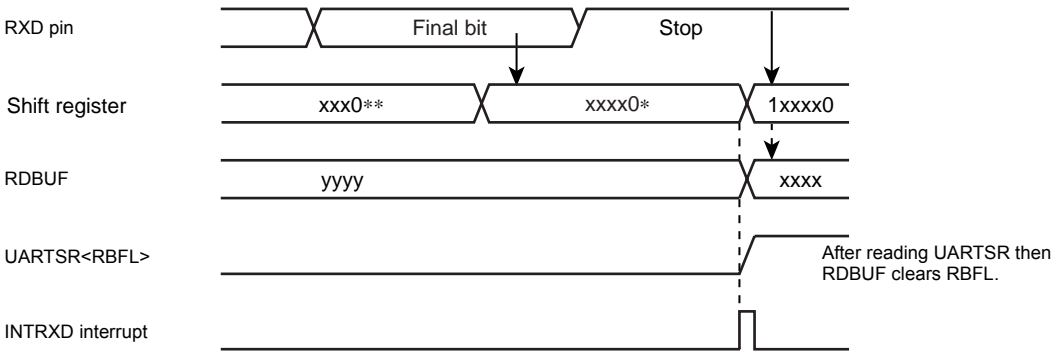 RXD pin
Final bit
Stop
Shift register
xxx0**
xxxx0*
1xxxx0
RDBUF
yyyy
xxxx
UARTSR<RBFL>
After reading UARTSR then
RDBUF clears RBFL.
INTRXD interrupt